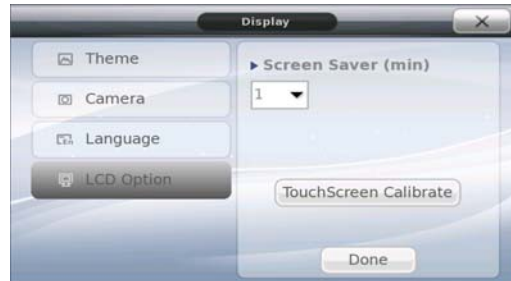 Display
Theme
Camera
Language
LCD Option
Screen Saver (min)
1
TouchScreen Calibrate
Done